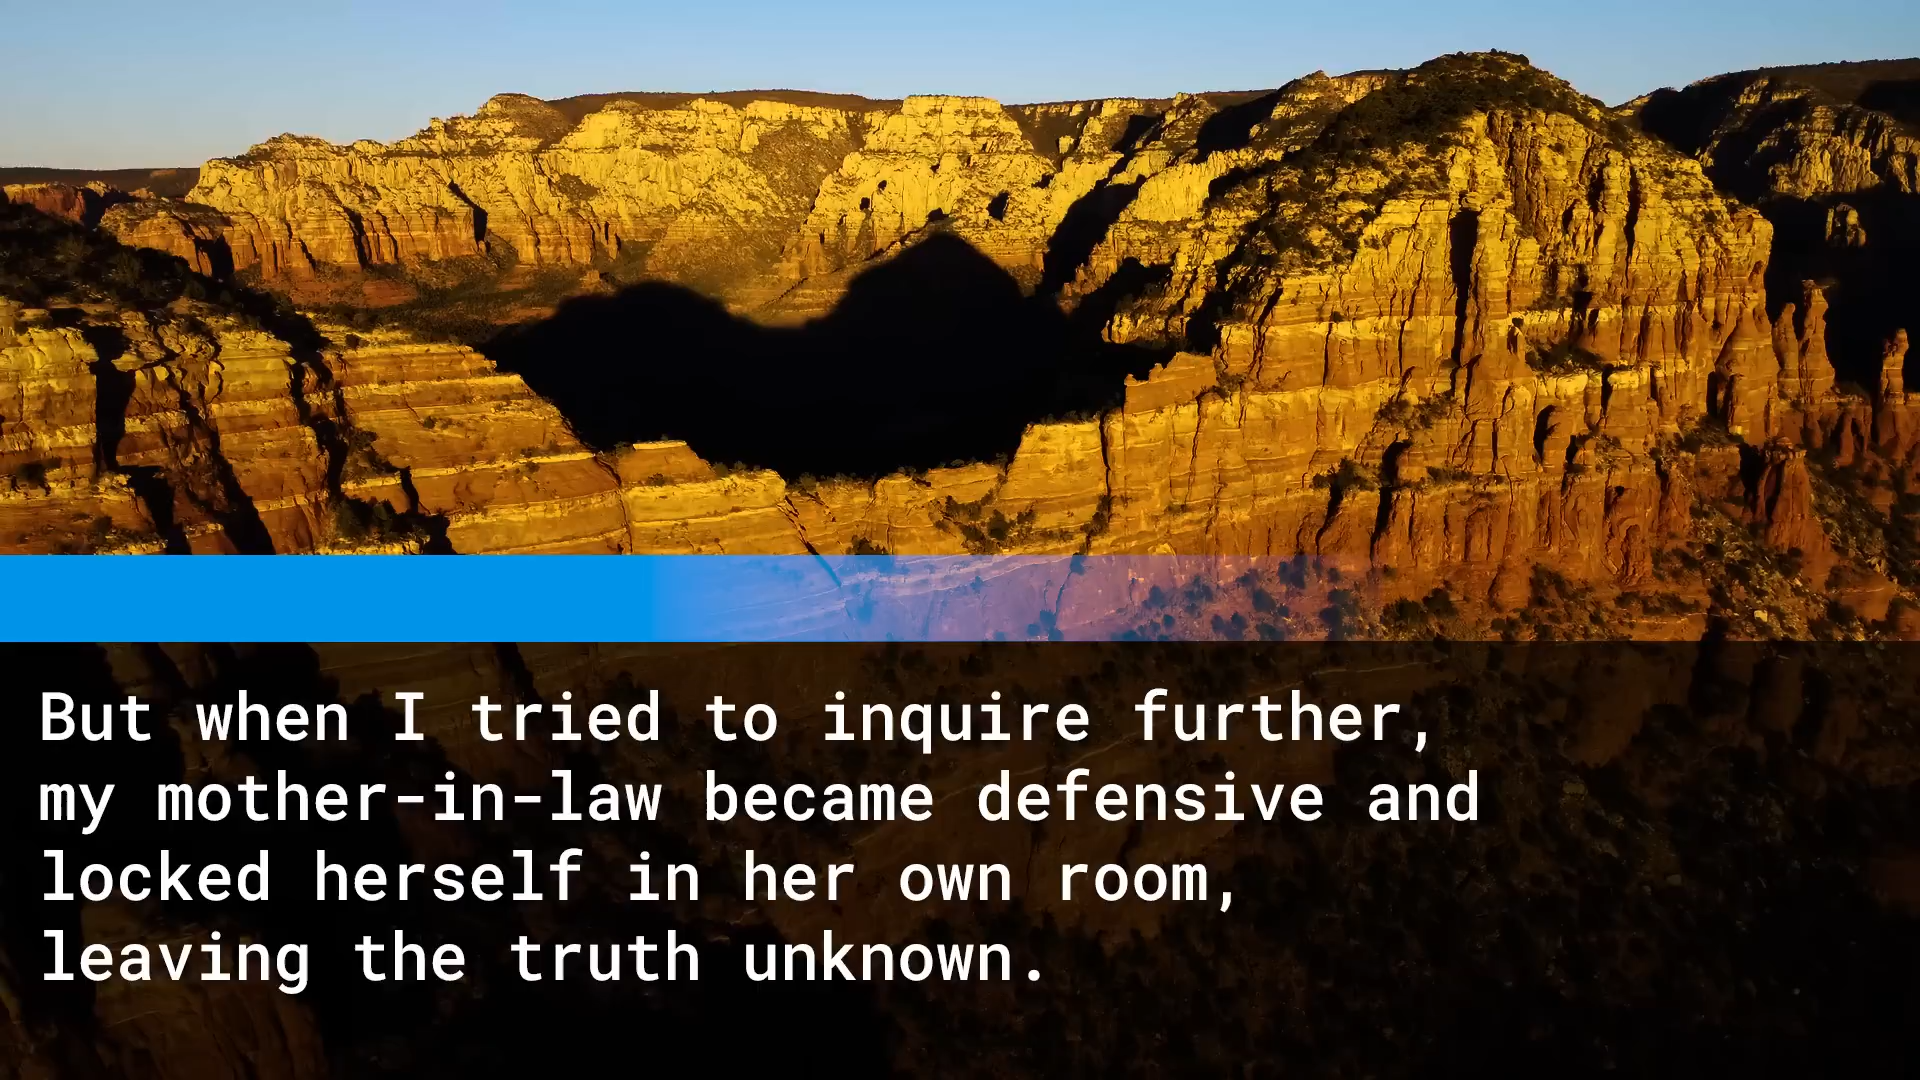 But when I tried to inquire further,
my mother-in-law became defensive and
locked herself in her own room,
leaving the truth unknown.